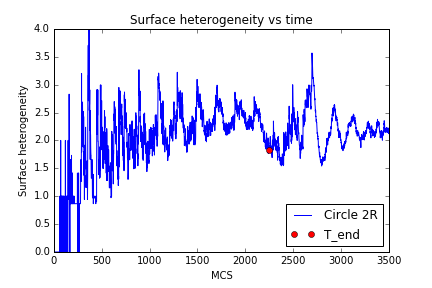 Surface heterogeneity vs time
Surface heterogeneity
4.0
3.5
3.0
2.5
2.0
1.5
1.0
0.5
0.0
0 500 1000 1500 2000 2500 3000 3500
MCS
Circle 2R
T_end